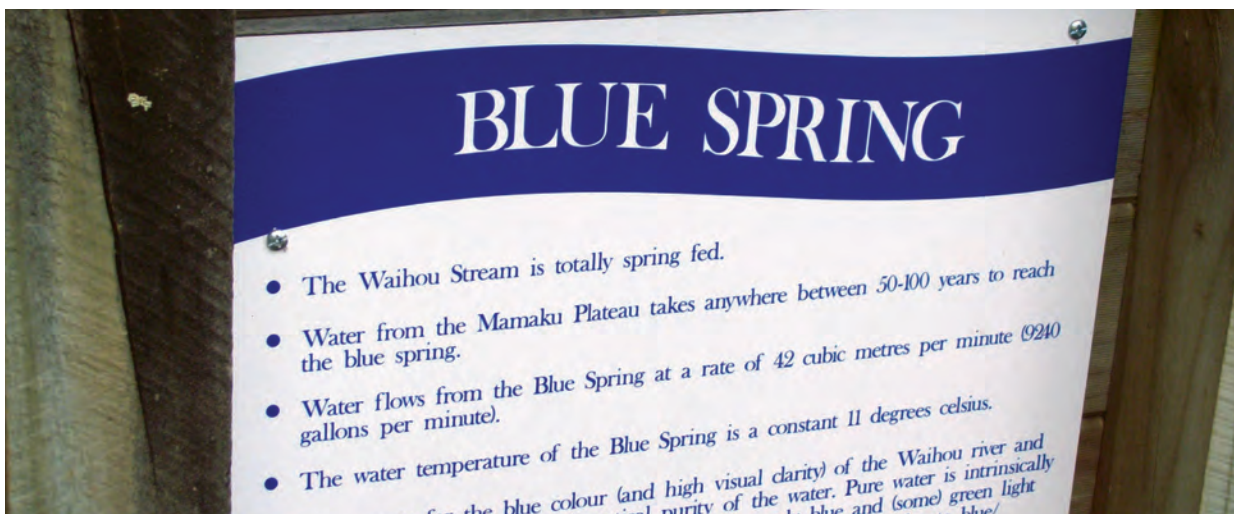 BLUE SPRING
• The Waihou Stream is totally spring fed.
• Water from the Mamaku Plateau takes anywhere between 50-100 years to reach
the blue spring.
• Water flows from the Blue Spring at a rate of 42 cubic metres per minute (9240
gallons per minute).
• The water temperature of the Blue Spring is a constant 11 degrees celsius.
the blue colour (and high visual clarity) of the Waihou river and
purity of the water. Pure water is intrinsically
blue and (some) green light
blue/